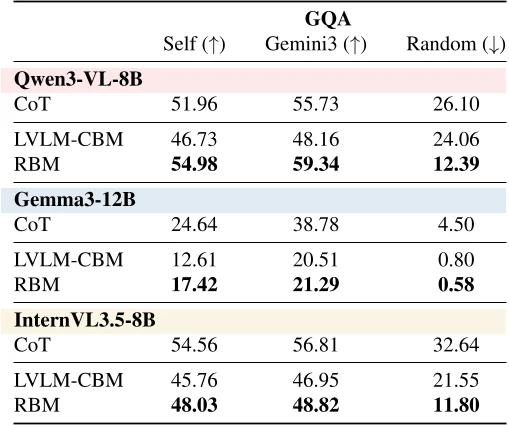 GQA
Self (↑) Gemini3 (↑) Random (↓)
Qwen3-VL-8B
CoT 51.96 55.73 26.10
LVLM-CBM 46.73 48.16 24.06
RBM 54.98 59.34 12.39
Gemma3-12B
CoT 24.64 38.78 4.50
LVLM-CBM 12.61 20.51 0.80
RBM 17.42 21.29 0.58
InternVL3.5-8B
CoT 54.56 56.81 32.64
LVLM-CBM 45.76 46.95 21.55
RBM 48.03 48.82 11.80